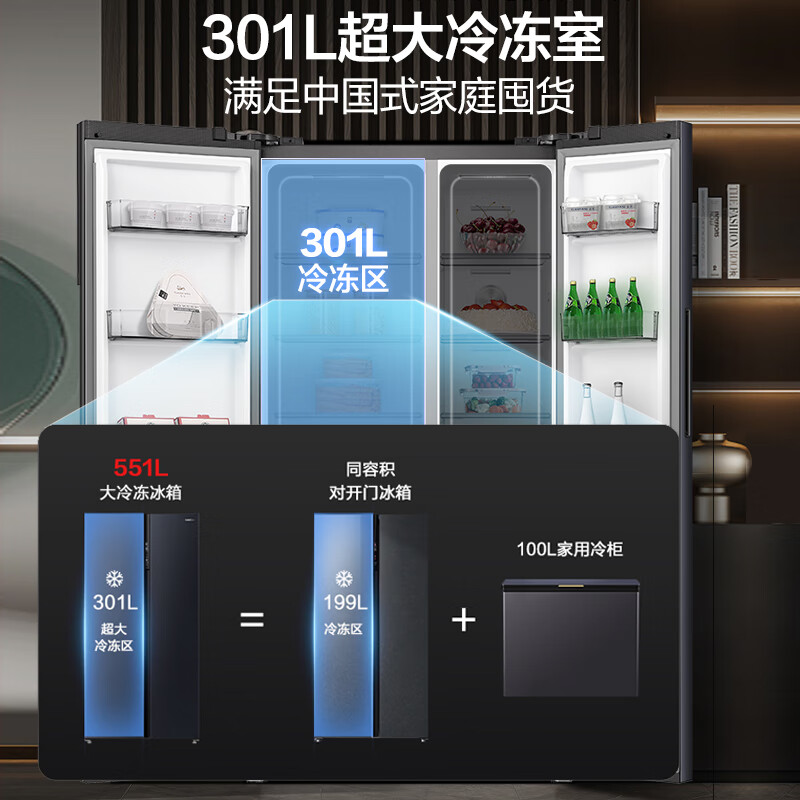 301L超大冷冻室
满足中国式家庭囤货
301L
冷冻区
THE FASHION
551L
大冷冻冰箱
同容积
对开门冰箱
100L家用冷柜
301L
超大
冷冻区
=
199L
冷冻区
+